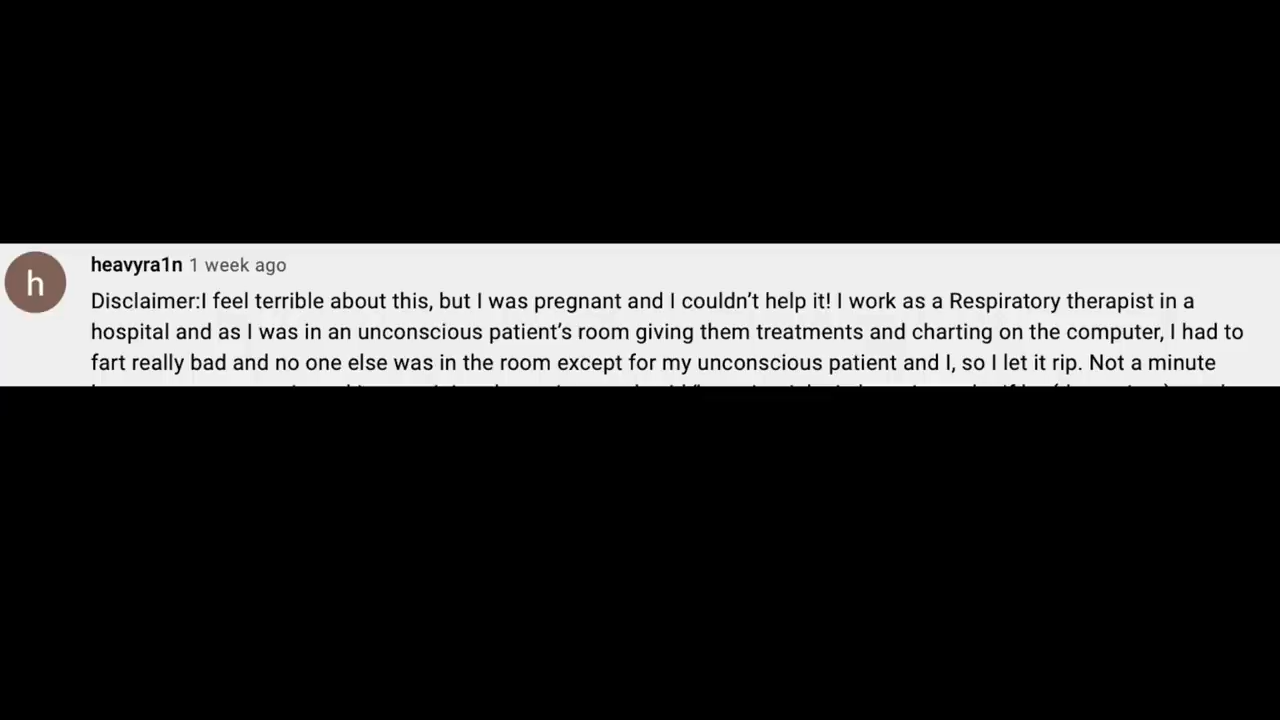 h
heavyra1n 1 week ago
Disclaimer:I feel terrible about this, but I was pregnant and I couldn’t help it! I work as a Respiratory therapist in a
hospital and as I was in an unconscious patient’s room giving them treatments and charting on the computer, I had to
fart really bad and no one else was in the room except for my unconscious patient and I, so I let it rip. Not a minute